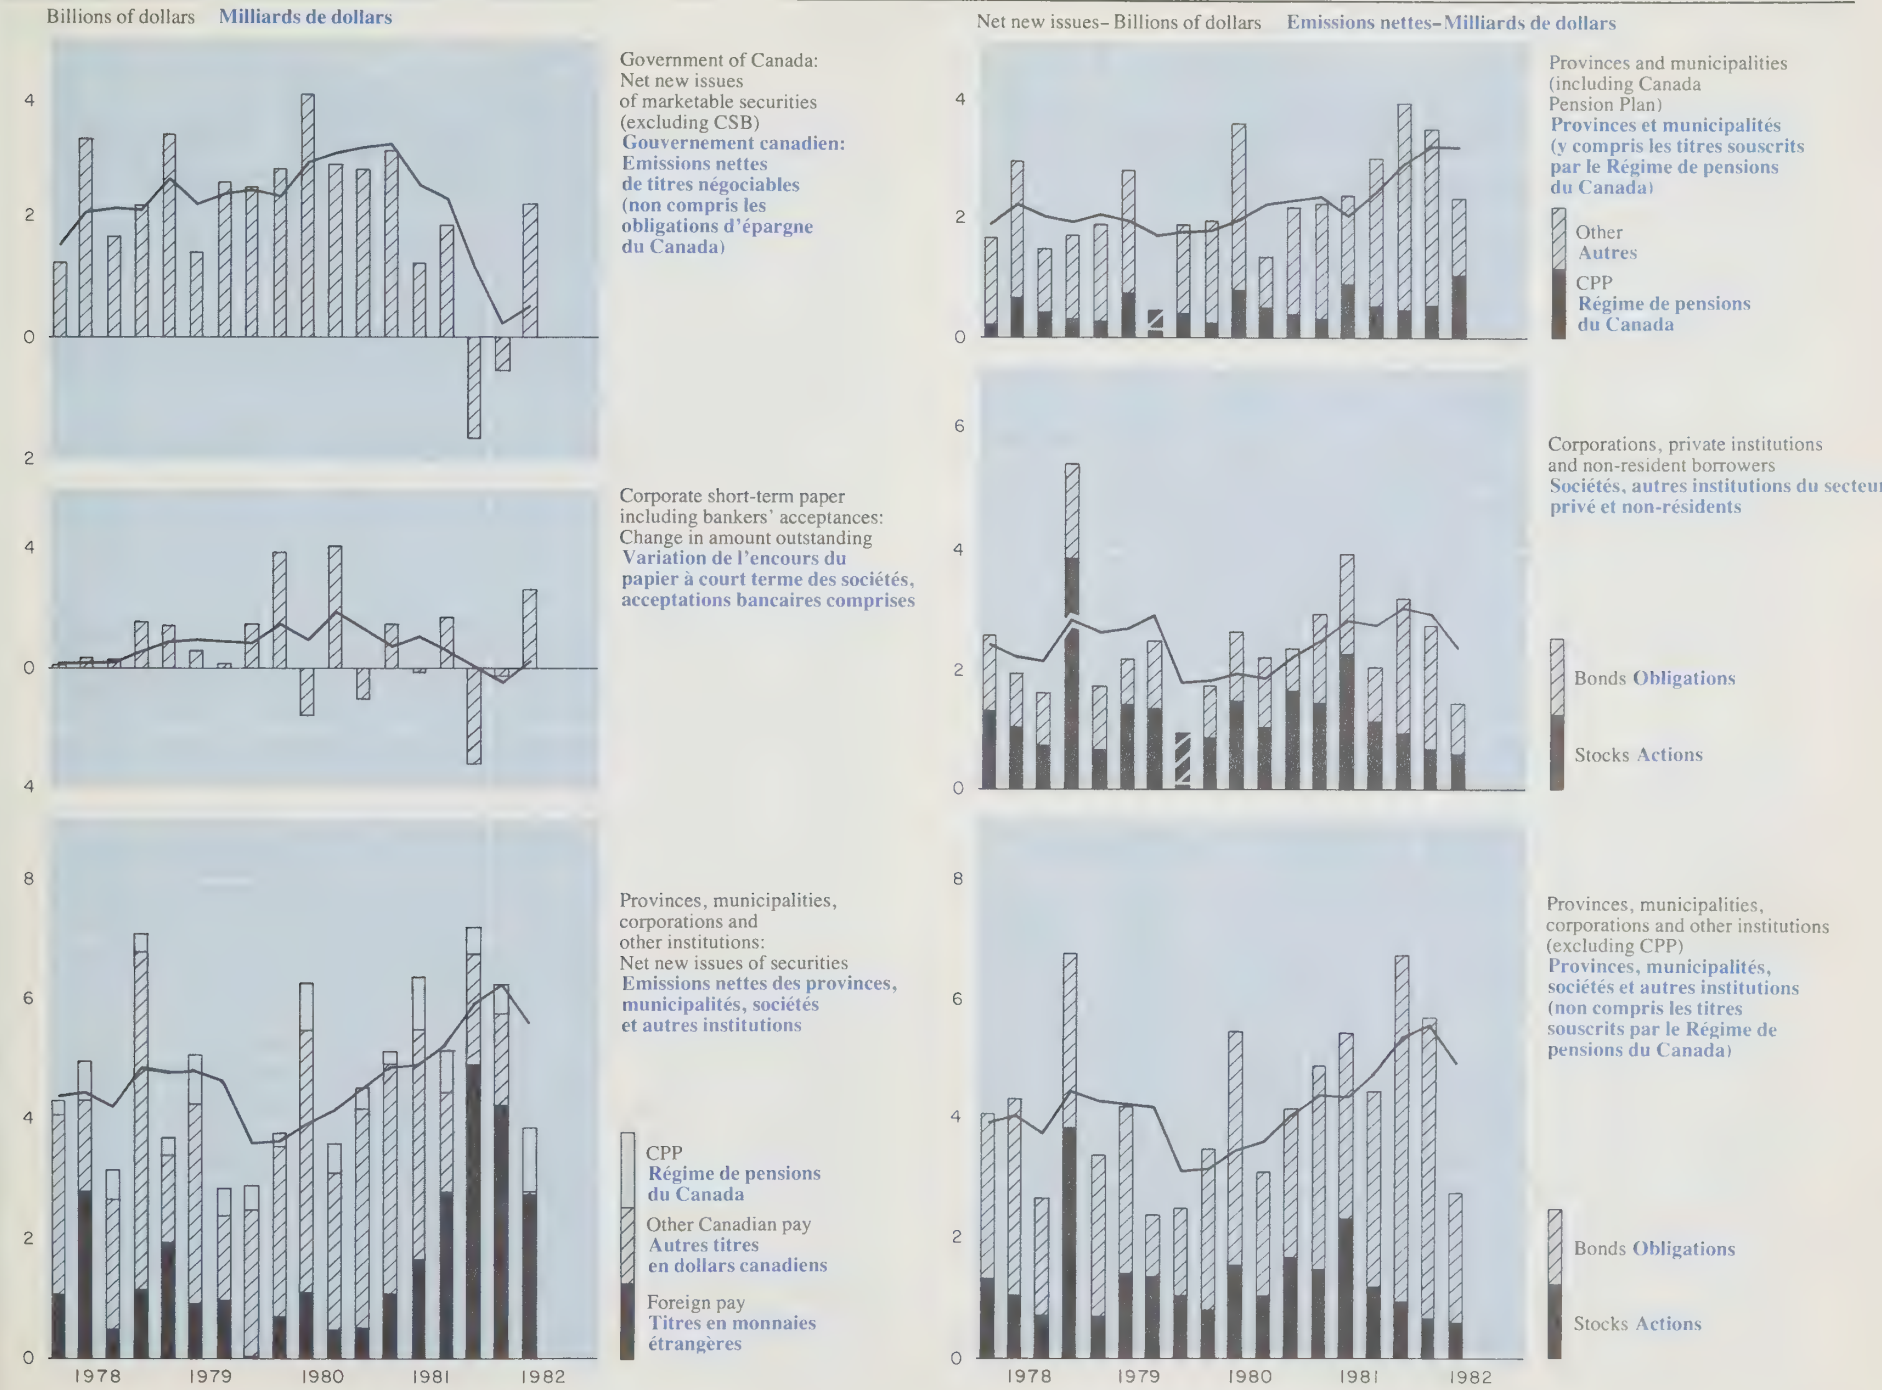 Billions of dollars Milliards de dollars
4
2
0
2
Government of Canada:
Net new issues
of marketable securities
(excluding CSB)
Gouvernement canadien:
Emissions nettes
de titres négociables
(non compris les
obligations d'épargne
du Canada)
4
0
4
Corporate short-term paper
including bankers' acceptances:
Change in amount outstanding
Variation de l'encours du
papier à court terme des sociétés,
acceptations bancaires comprises
8
6
4
2
0
Provinces, municipalities,
corporations and
other institutions:
Net new issues of securities
Emissions nettes des provinces,
municipalités, sociétés
et autres institutions
CPP
Régime de pensions
du Canada
Other Canadian pay
Autres titres
en dollars canadiens
Foreign pay
Titres en monnaies
étrangères
1978 1979 1980 1981 1982
Net new issues–Billions of dollars Emissions nettes–Milliards de dollars
4
2
0
Provinces and municipalities
(including Canada
Pension Plan)
Provinces et municipalités
(y compris les titres souscrits
par le Régime de pensions
du Canada)
Other
Autres
CPP
Régime de pensions
du Canada
6
4
2
0
Corporations, private institutions
and non-resident borrowers
Sociétés, autres institutions du secteur
privé et non-résidents
Bonds Obligations
Stocks Actions
8
6
4
2
0
Provinces, municipalities,
corporations and other institutions
(excluding CPP)
Provinces, municipalités,
sociétés et autres institutions
(non compris les titres
souscrits par le Régime de
pensions du Canada)
Bonds Obligations
Stocks Actions
1978 1979 1980 1981 1982